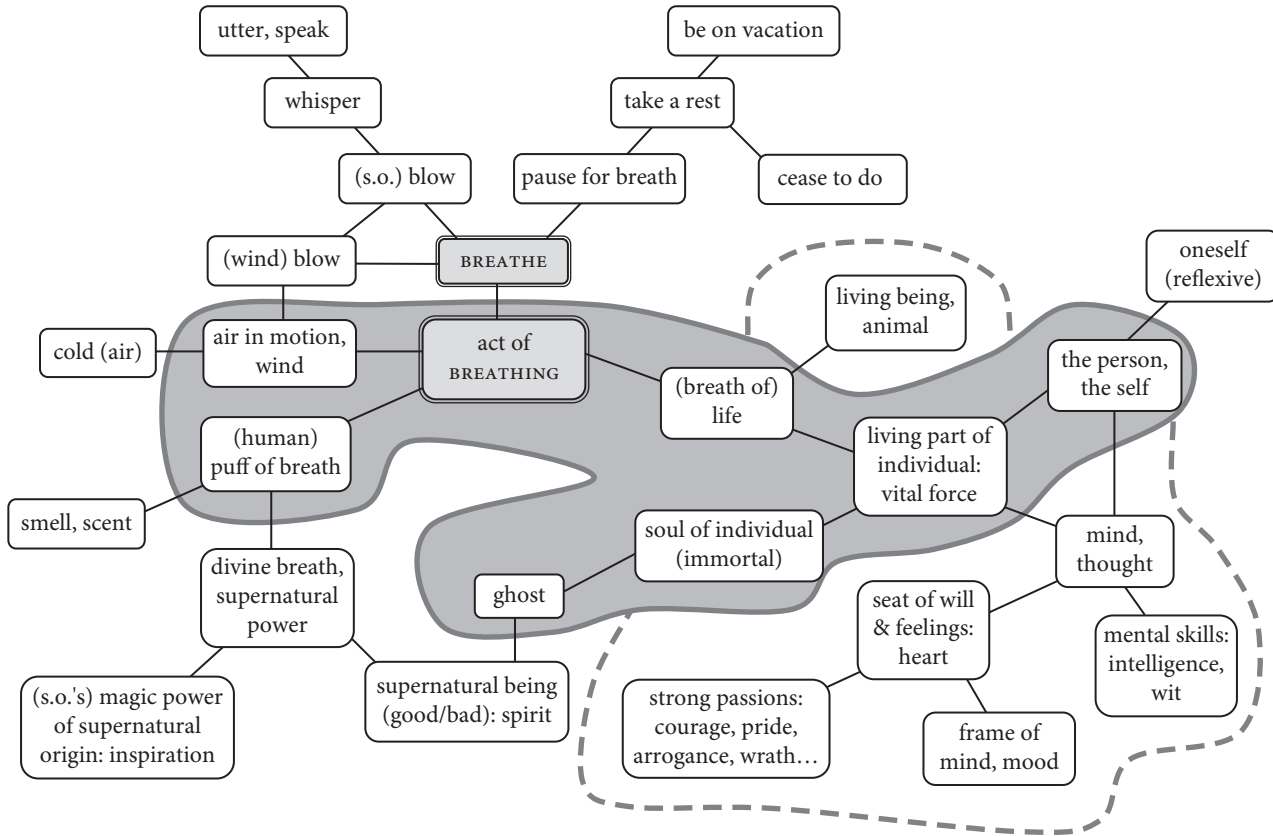 utter, speak
be on vacation
whisper
take a rest
(s.o.) blow
pause for breath
cease to do
(wind) blow
BREATHE
oneself
(reflexive)
living being,
animal
cold (air)
air in motion,
wind
act of
BREATHING
the person,
the self
(breath of)
life
(human)
puff of breath
living part of
individual:
vital force
smell, scent
soul of individual
(immortal)
mind,
thought
divine breath,
supernatural
power
ghost
seat of will
& feelings:
heart
mental skills:
intelligence,
wit
(s.o.'s) magic power
of supernatural
origin: inspiration
supernatural being
(good/bad): spirit
strong passions:
courage, pride,
arrogance, wrath…
frame of
mind, mood